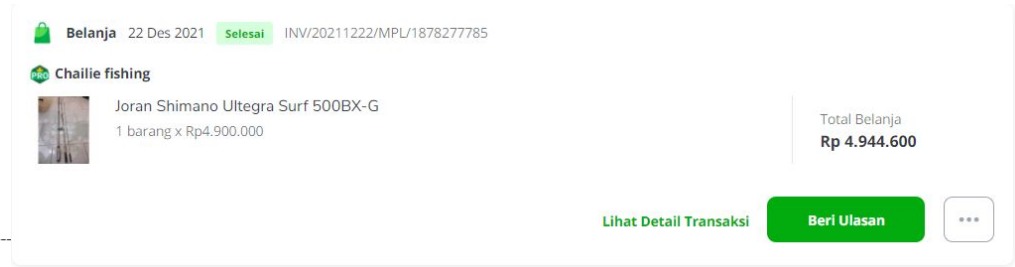 Belanja 22 Des 2021 Selesai INV/20211222/MPL/1878277785
PRO Chailie fishing
Joran Shimano Ultegra Surf 500BX-G
1 barang x Rp4.900.000
Total Belanja
Rp 4.944.600
Lihat Detail Transaksi Beri Ulasan